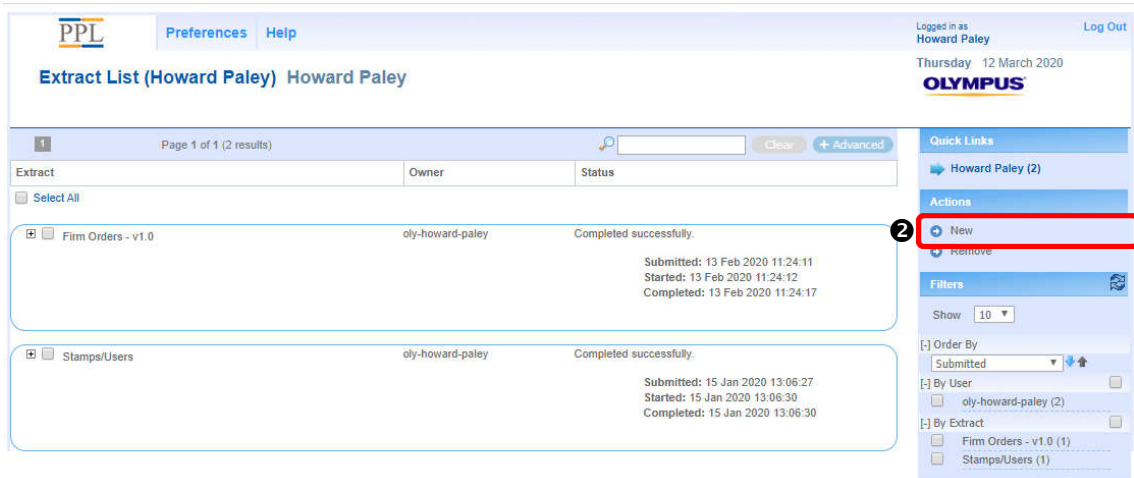 PPL Preferences Help
Logged in as
Howard Paley
Log Out
Extract List (Howard Paley) Howard Paley
Thursday 12 March 2020
OLYMPUS
1 Page 1 of 1 (2 results) Clear + Advanced
Extract Owner Status
Select All
Firm Orders - v1.0 oly-howard-paley Completed successfully.
Submitted: 13 Feb 2020 11:24:11
Started: 13 Feb 2020 11:24:12
Completed: 13 Feb 2020 11:24:17
Stamps/Users oly-howard-paley Completed successfully.
Submitted: 15 Jan 2020 13:06:27
Started: 15 Jan 2020 13:06:30
Completed: 15 Jan 2020 13:06:30
Quick Links
Howard Paley (2)
Actions
❷ New
Remove
Filters
Show 10
[-] Order By
Submitted
[-] By User
oly-howard-paley (2)
[-] By Extract
Firm Orders - v1.0 (1)
Stamps/Users (1)